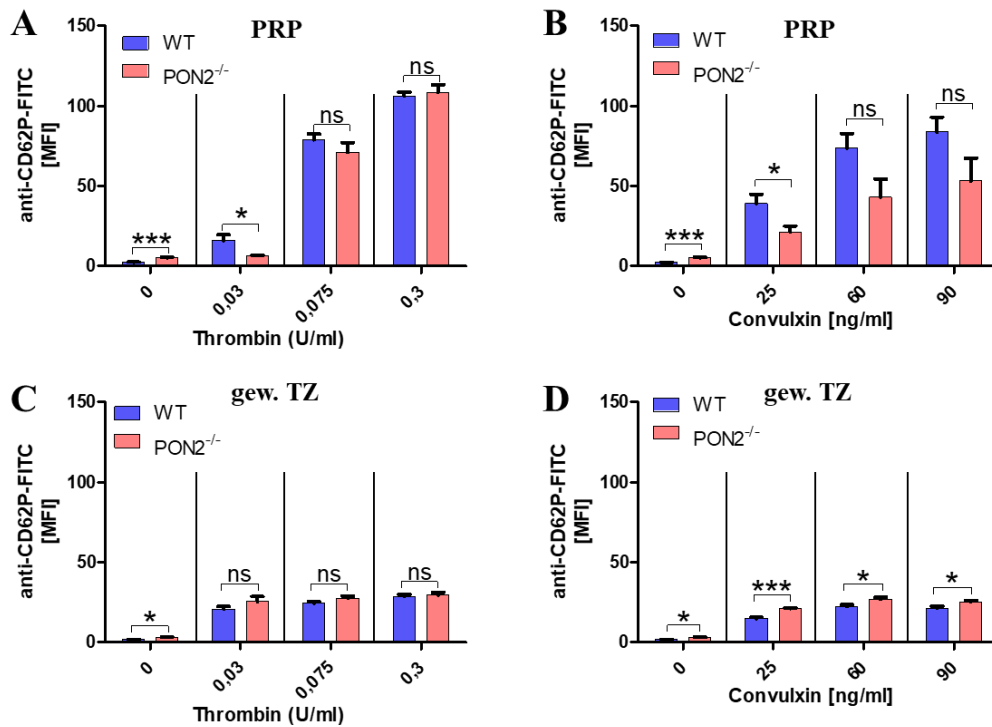 A
PRP
WT
PON2-/-
anti-CD62P-FITC
[MFI]
150
100
50
0
***
*
ns
ns
0
0,03
0,075
0,3
Thrombin (U/ml)
B
PRP
WT
PON2-/-
anti-CD62P-FITC
[MFI]
150
100
50
0
***
*
ns
ns
0
25
60
90
Convulxin [ng/ml]
C
gew. TZ
WT
PON2-/-
anti-CD62P-FITC
[MFI]
150
100
50
0
*
ns
ns
ns
0
0,03
0,075
0,3
Thrombin (U/ml)
D
gew. TZ
WT
PON2-/-
anti-CD62P-FITC
[MFI]
150
100
50
0
*
***
*
*
0
25
60
90
Convulxin [ng/ml]